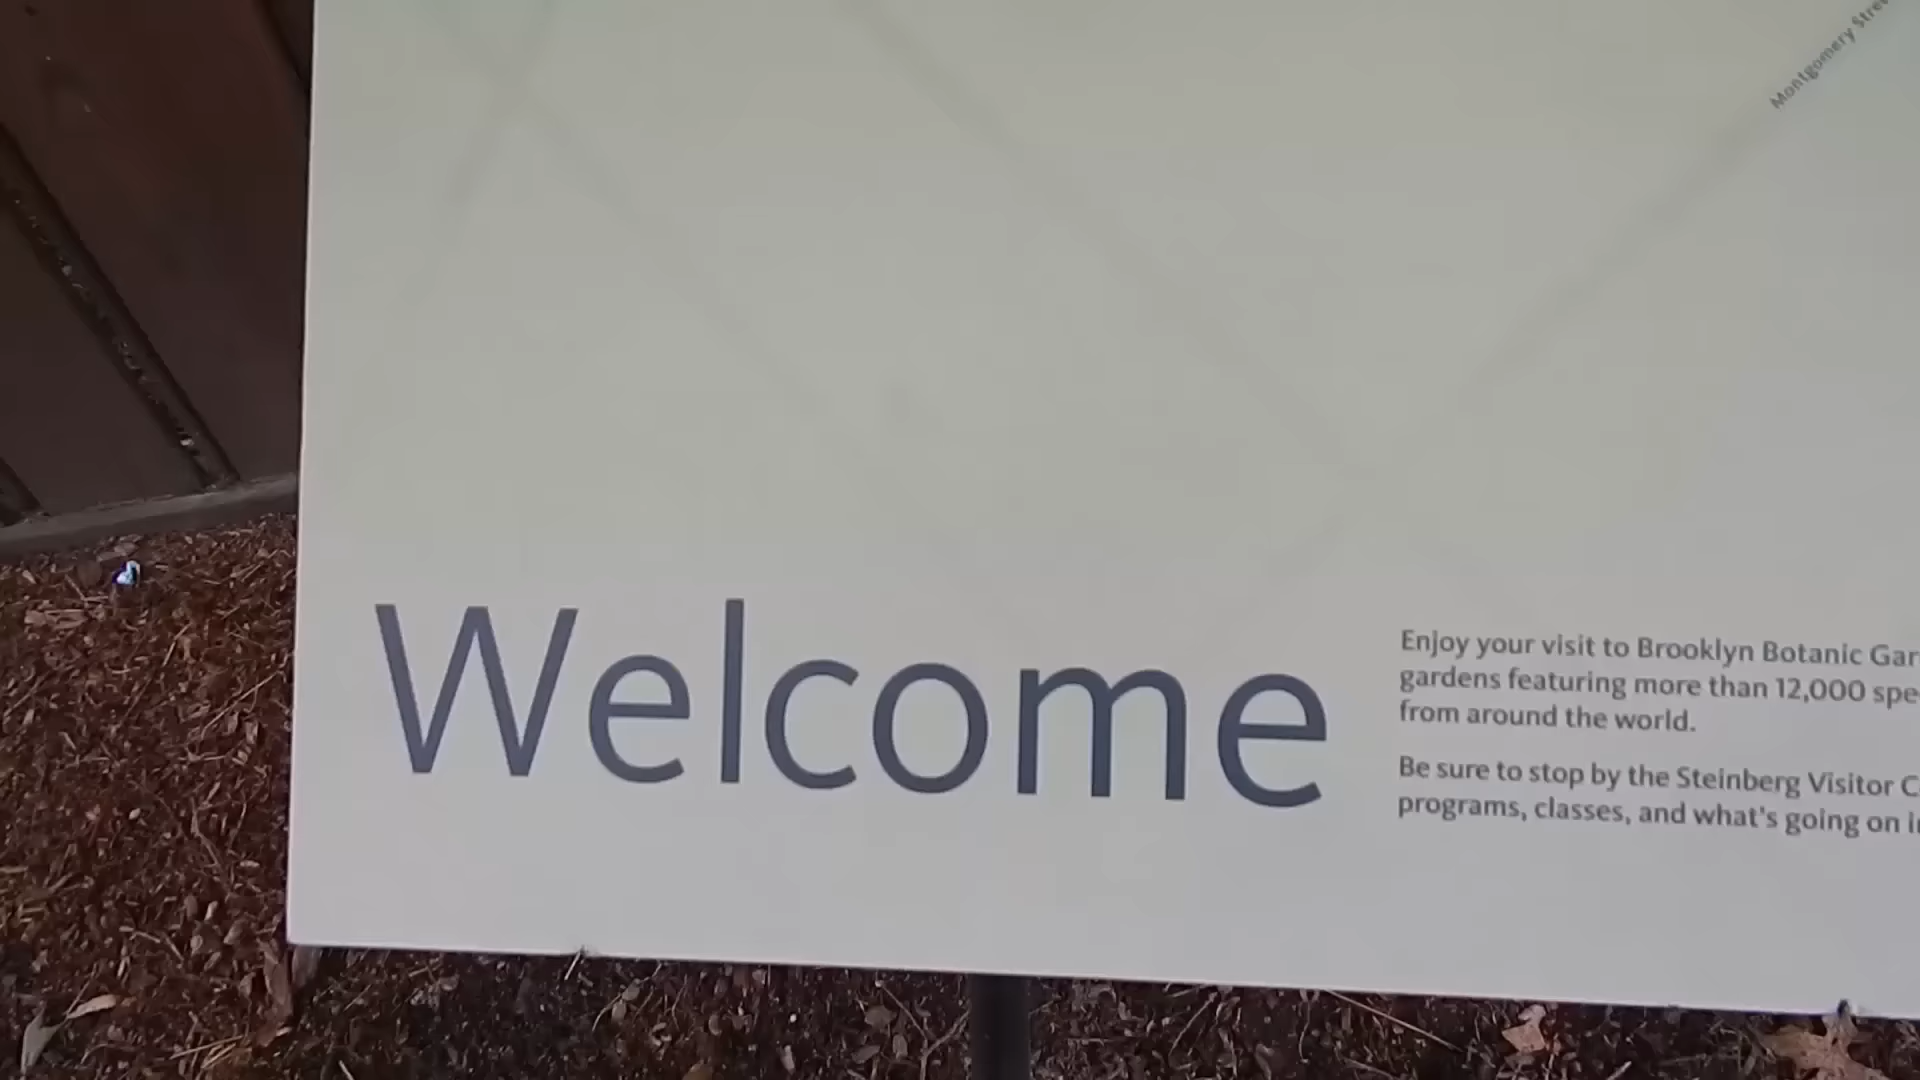 Montgomery
Welcome
Enjoy your visit to Brooklyn Botanic
gardens featuring more than 12,000
from around the world.
Be sure to stop by the Steinberg Visitor
programs, classes, and what's going on